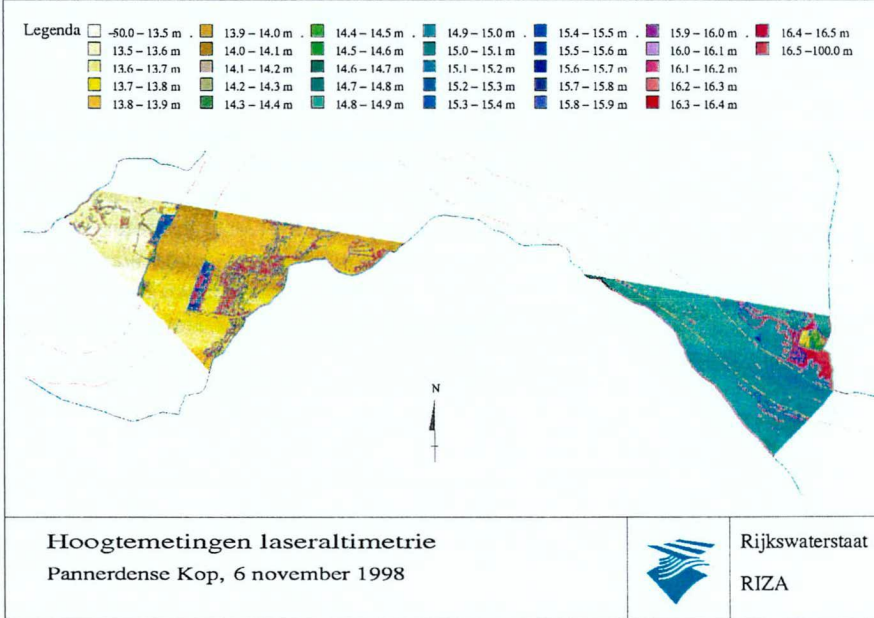 Legenda
-50.0 – 13.5 m
13.5 – 13.6 m
13.6 – 13.7 m
13.7 – 13.8 m
13.8 – 13.9 m
13.9 – 14.0 m
14.0 – 14.1 m
14.1 – 14.2 m
14.2 – 14.3 m
14.3 – 14.4 m
14.4 – 14.5 m
14.5 – 14.6 m
14.6 – 14.7 m
14.7 – 14.8 m
14.8 – 14.9 m
14.9 – 15.0 m
15.0 – 15.1 m
15.1 – 15.2 m
15.2 – 15.3 m
15.3 – 15.4 m
15.4 – 15.5 m
15.5 – 15.6 m
15.6 – 15.7 m
15.7 – 15.8 m
15.8 – 15.9 m
15.9 – 16.0 m
16.0 – 16.1 m
16.1 – 16.2 m
16.2 – 16.3 m
16.3 – 16.4 m
16.4 – 16.5 m
16.5 –100.0 m
N
Hoogtemetingen laseraltimetrie
Pannerdense Kop, 6 november 1998
Rijkswaterstaat
RIZA